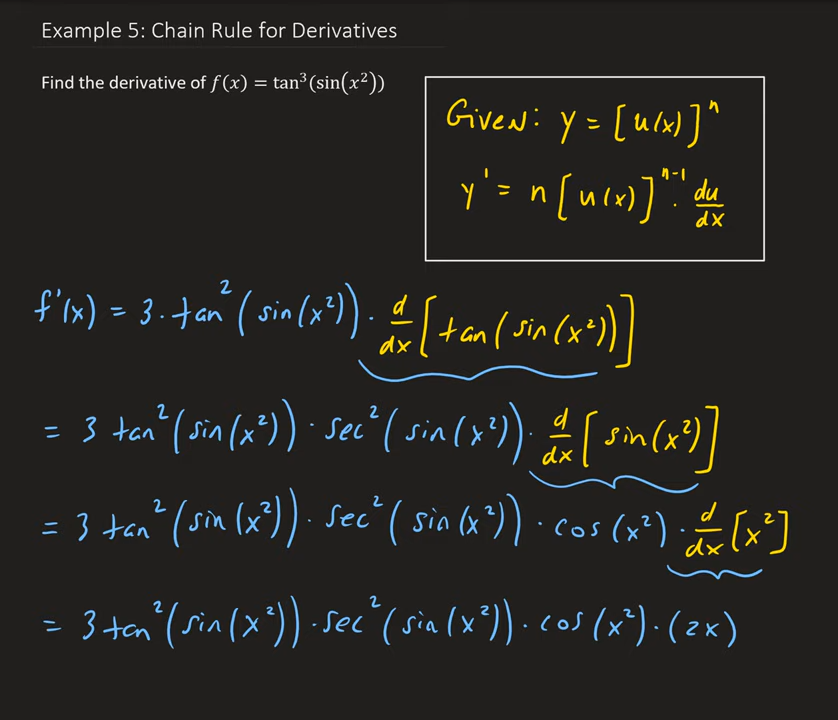 Example 5: Chain Rule for Derivatives
Find the derivative of f(x) = tan³(sin(x²))
Given: y = [u(x)]ⁿ
y' = n[u(x)]ⁿ⁻¹ · du/dx
f'(x) = 3 · tan²(sin(x²)) · d/dx[tan(sin(x²))]
= 3 tan²(sin(x²)) · sec²(sin(x²)) · d/dx[sin(x²)]
= 3 tan²(sin(x²)) · sec²(sin(x²)) · cos(x²) · d/dx[x²]
= 3 tan²(sin(x²)) · sec²(sin(x²)) · cos(x²) · (2x)